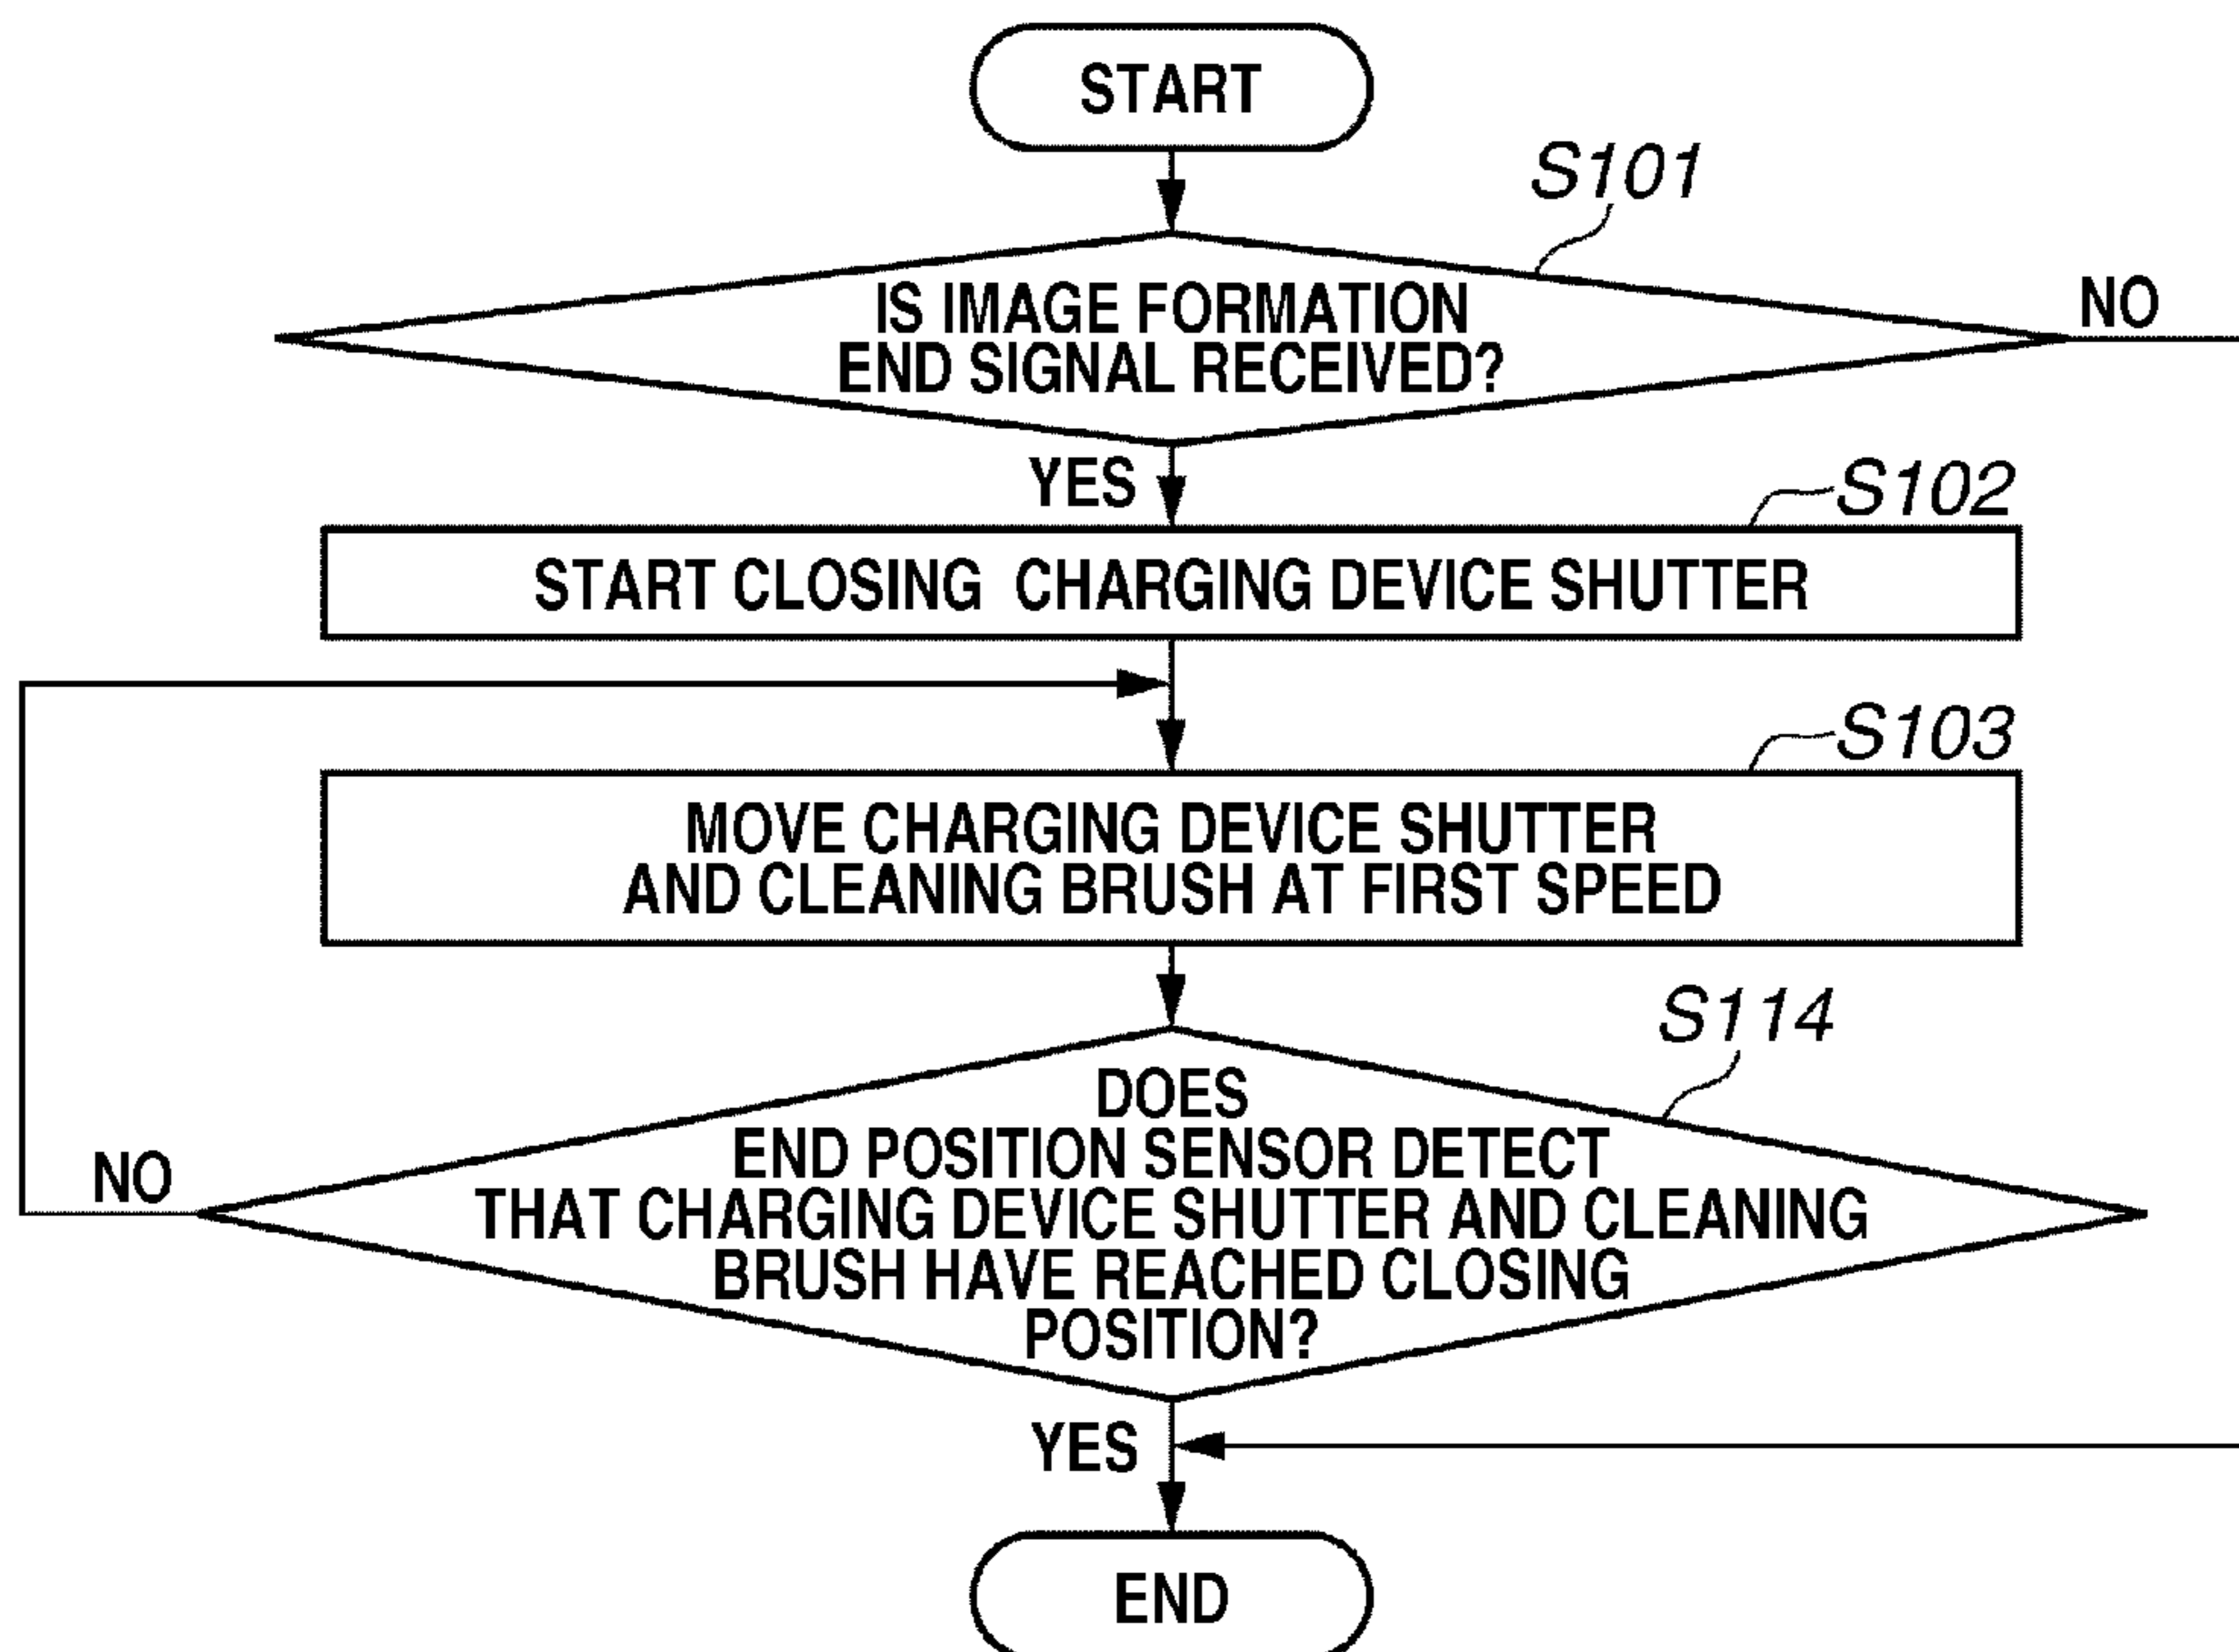 START
S101
IS IMAGE FORMATION
END SIGNAL RECEIVED?
NO
YES
S102
START CLOSING CHARGING DEVICE SHUTTER
S103
MOVE CHARGING DEVICE SHUTTER
AND CLEANING BRUSH AT FIRST SPEED
S114
DOES
END POSITION SENSOR DETECT
THAT CHARGING DEVICE SHUTTER AND CLEANING
BRUSH HAVE REACHED CLOSING
POSITION?
NO
YES
END